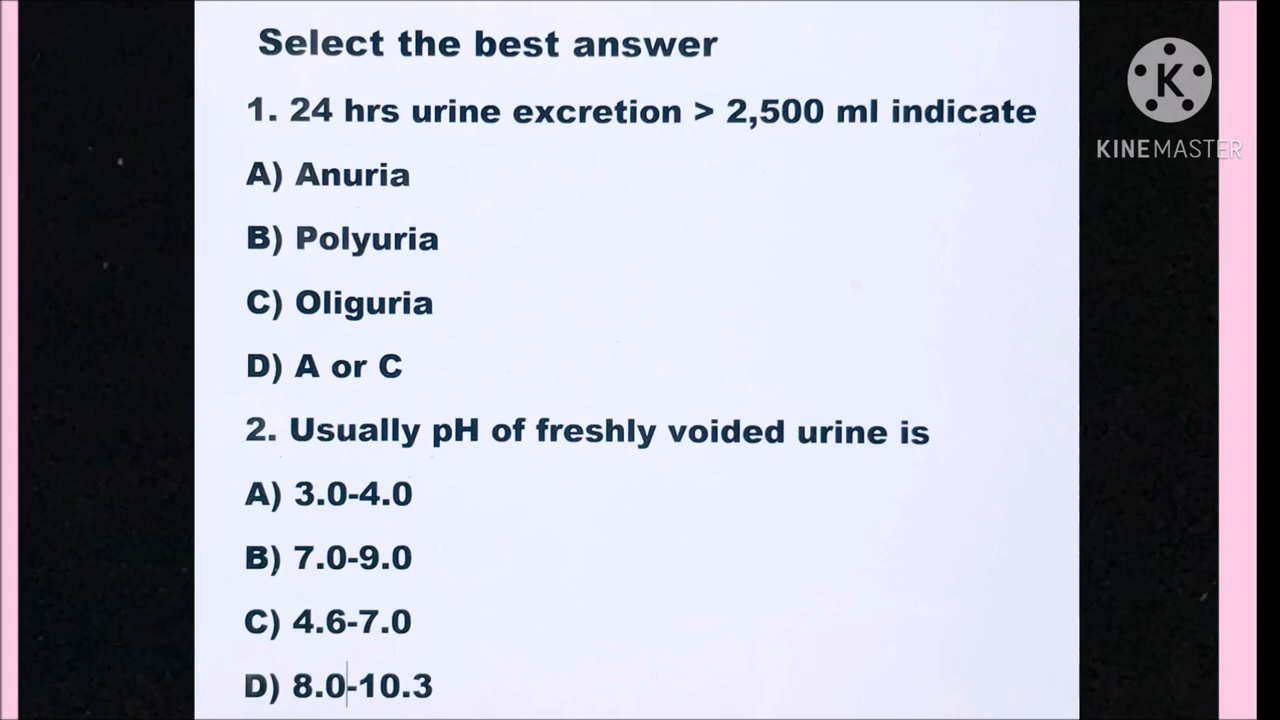 Select the best answer
1. 24 hrs urine excretion > 2,500 ml indicate
A) Anuria
B) Polyuria
C) Oliguria
D) A or C
2. Usually pH of freshly voided urine is
A) 3.0-4.0
B) 7.0-9.0
C) 4.6-7.0
D) 8.0-10.3
K
KINEMASTER